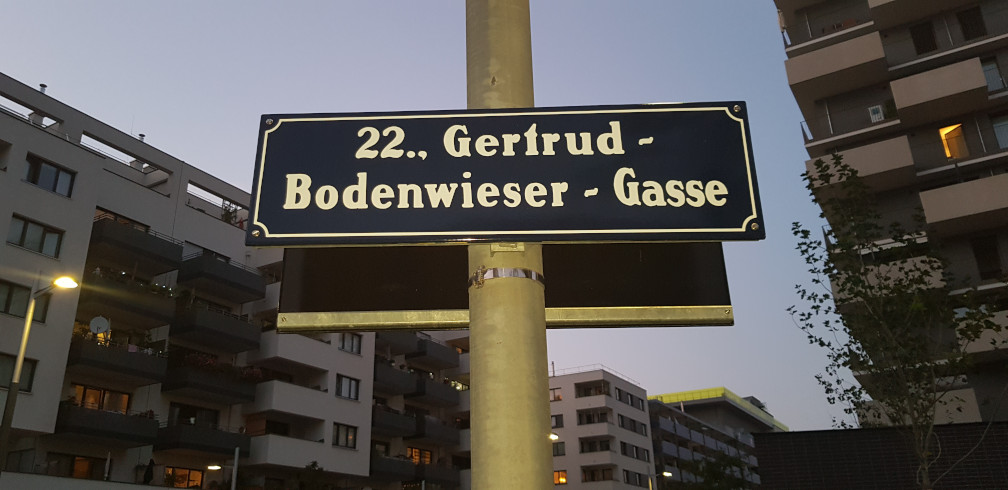 22., Gertrud -
Bodenwieser - Gasse